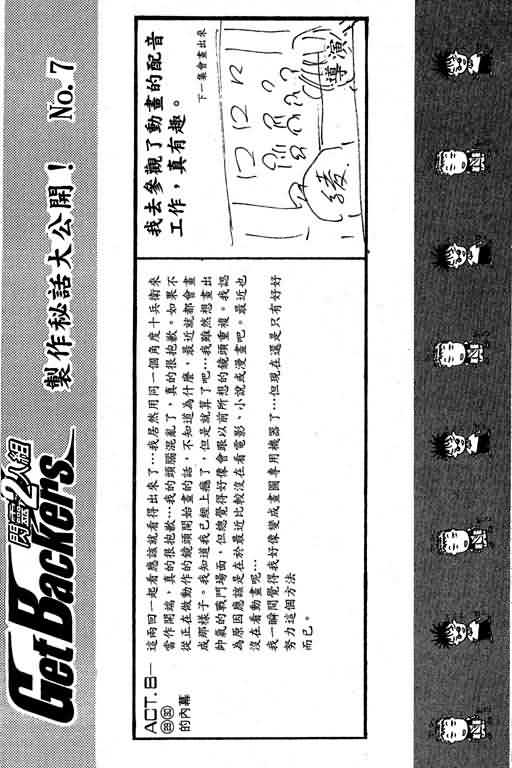 閃靈2人組
GetBackers
製作秘話大公開！
No. 7
ACT.8—
㉙㉚
的內幕
這兩回一起看應該就看得出來了…我居然用同一個角度十兵衛來
當作開端，真的很抱歉…我的頭腦混亂了，真的很抱歉。如果不
從正在做動作的鏡頭開始畫的話，不知道為什麼，最近就都會畫
成那樣子。我知道我已經上癮了，但是就算了吧…我雖然想畫出
帥氣的戰鬥場面，但總覺得好像會跟以前所想的鏡頭重複。我認
為原因應該是在於最近比較沒在看電影、小說或漫畫吧。最近也
沒在看動畫呢…
我一瞬間覺得我好像變成畫圖專用機器了…但現在還是只有好好
努力這個方法
而已。
我去參觀了動畫的配音
工作，真有趣。
下一集會畫出來
導演
綾